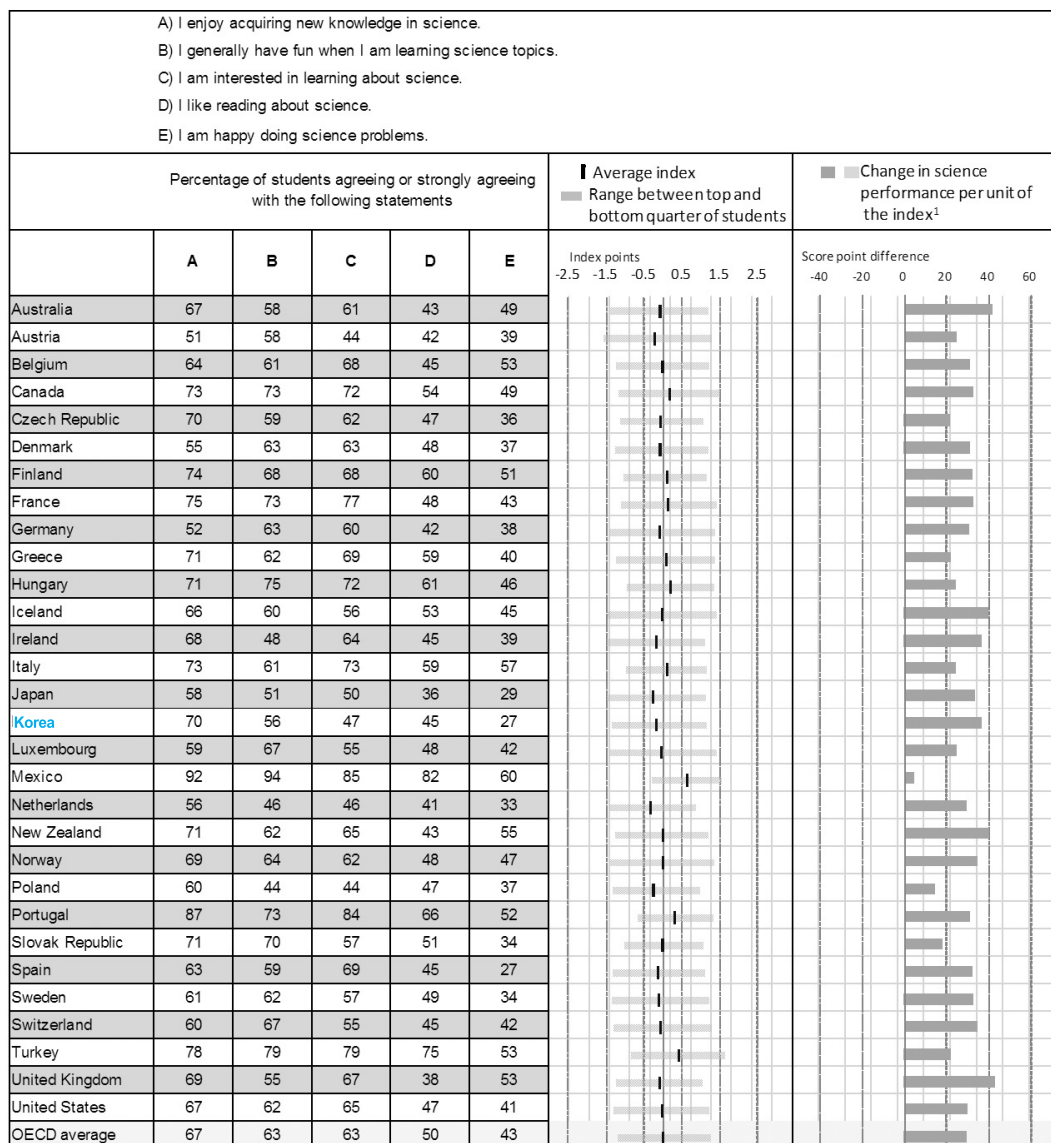 A) I enjoy acquiring new knowledge in science.
B) I generally have fun when I am learning science topics.
C) I am interested in learning about science.
D) I like reading about science.
E) I am happy doing science problems.
Percentage of students agreeing or strongly agreeing
with the following statements
Average index
Range between top and
bottom quarter of students
Change in science
performance per unit of
the index1
A B C D E
Index points
-2.5 -1.5 -0.5 0.5 1.5 2.5
Score point difference
-40 -20 0 20 40 60
Australia 67 58 61 43 49
Austria 51 58 44 42 39
Belgium 64 61 68 45 53
Canada 73 73 72 54 49
Czech Republic 70 59 62 47 36
Denmark 55 63 63 48 37
Finland 74 68 68 60 51
France 75 73 77 48 43
Germany 52 63 60 42 38
Greece 71 62 69 59 40
Hungary 71 75 72 61 46
Iceland 66 60 56 53 45
Ireland 68 48 64 45 39
Italy 73 61 73 59 57
Japan 58 51 50 36 29
Korea 70 56 47 45 27
Luxembourg 59 67 55 48 42
Mexico 92 94 85 82 60
Netherlands 56 46 46 41 33
New Zealand 71 62 65 43 55
Norway 69 64 62 48 47
Poland 60 44 44 47 37
Portugal 87 73 84 66 52
Slovak Republic 71 70 57 51 34
Spain 63 59 69 45 27
Sweden 61 62 57 49 34
Switzerland 60 67 55 45 42
Turkey 78 79 79 75 53
United Kingdom 69 55 67 38 53
United States 67 62 65 47 41
OECD average 67 63 63 50 43